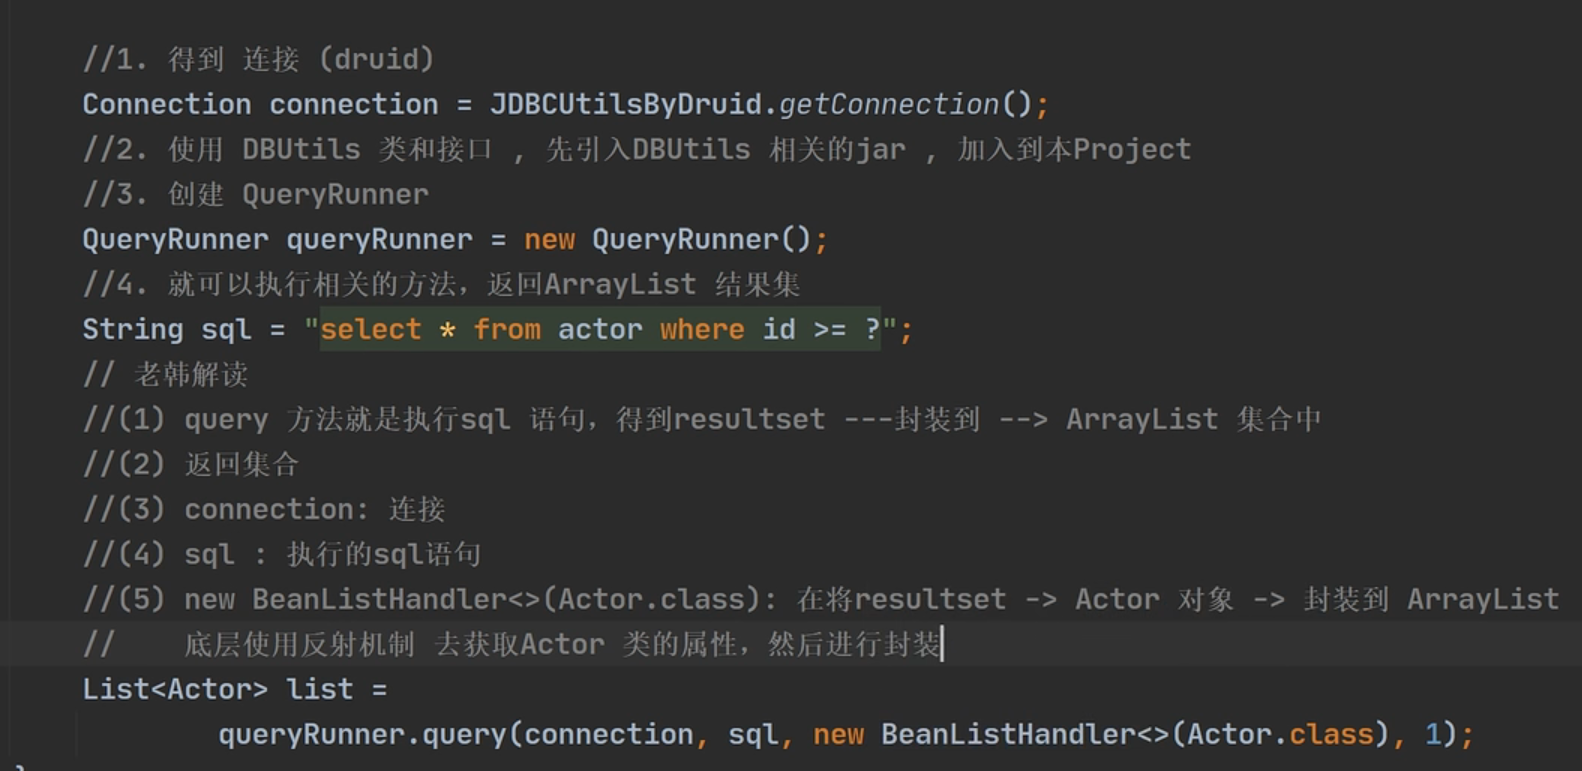 //1. 得到 连接 (druid)
Connection connection = JDBCUtilsByDruid.getConnection();
//2. 使用 DBUtils 类和接口 , 先引入DBUtils 相关的jar , 加入到本Project
//3. 创建 QueryRunner
QueryRunner queryRunner = new QueryRunner();
//4. 就可以执行相关的方法，返回ArrayList 结果集
String sql = "select * from actor where id >= ?";
// 老韩解读
//(1) query 方法就是执行sql 语句，得到resultset ---封装到 --> ArrayList 集合中
//(2) 返回集合
//(3) connection: 连接
//(4) sql : 执行的sql语句
//(5) new BeanListHandler<>(Actor.class): 在将resultset -> Actor 对象 -> 封装到 ArrayList
//    底层使用反射机制 去获取Actor 类的属性，然后进行封装
List<Actor> list =
queryRunner.query(connection, sql, new BeanListHandler<>(Actor.class), 1);